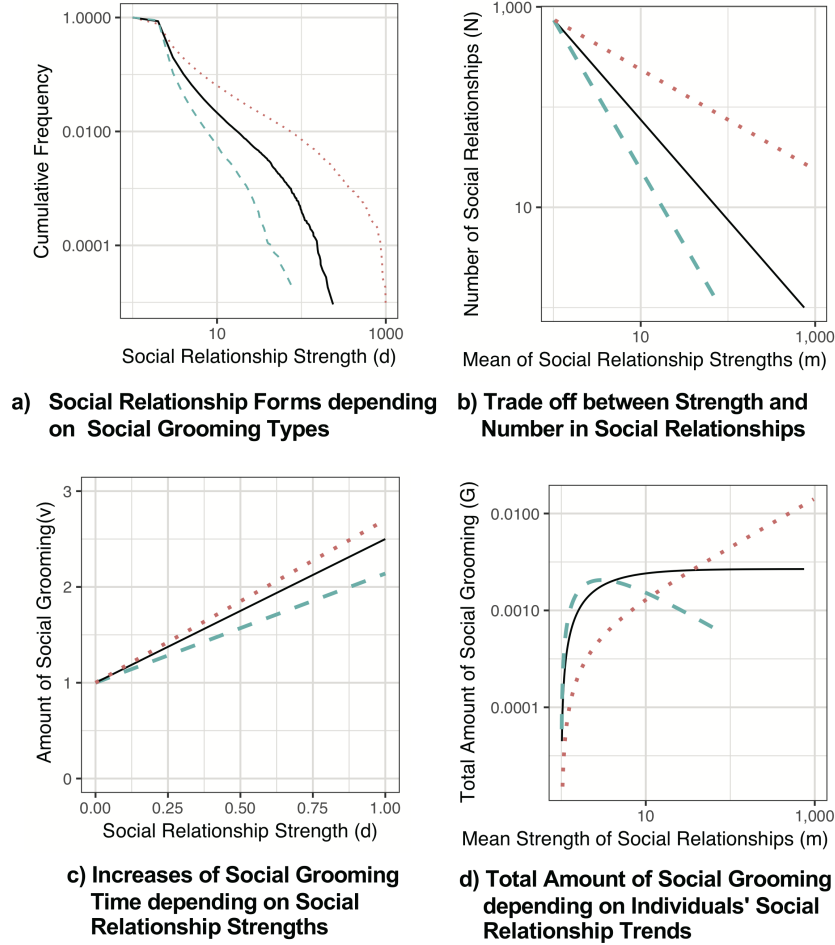 1.0000
0.0100
0.0001
Cumulative Frequency
10
1000
Social Relationship Strength (d)
a) Social Relationship Forms depending
on Social Grooming Types
1,000
10
Number of Social Relationships (N)
10
1,000
Mean of Social Relationship Strengths (m)
b) Trade off between Strength and
Number in Social Relationships
3
2
1
0
Amount of Social Grooming(v)
0.00 0.25 0.50 0.75 1.00
Social Relationship Strength (d)
c) Increases of Social Grooming
Time depending on Social
Relationship Strengths
0.0100
0.0010
0.0001
Total Amount of Social Grooming (G)
10
1,000
Mean Strength of Social Relationships (m)
d) Total Amount of Social Grooming
depending on Individuals' Social
Relationship Trends